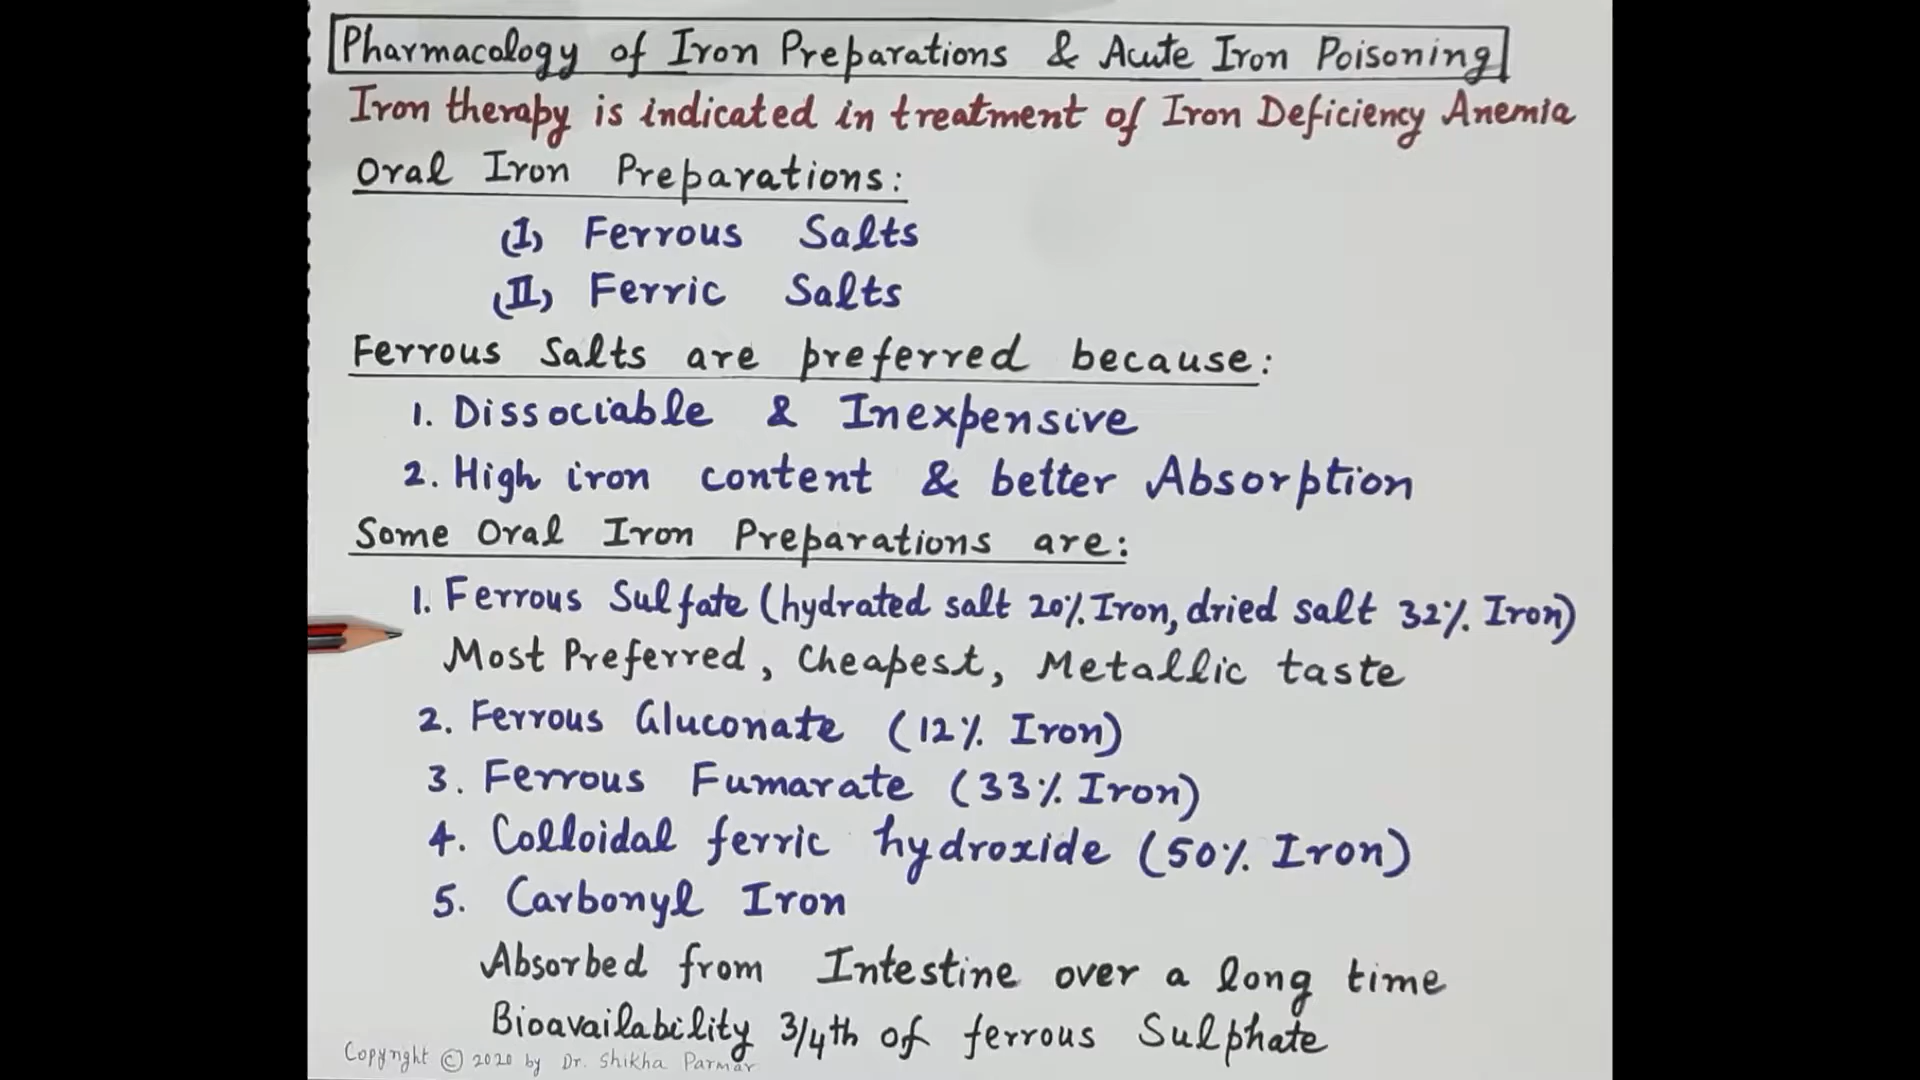 Pharmacology of Iron Preparations & Acute Iron Poisoning
Iron therapy is indicated in treatment of Iron Deficiency Anemia
Oral Iron Preparations:
(I) Ferrous Salts
(II) Ferric Salts
Ferrous Salts are preferred because:
1. Dissociable & Inexpensive
2. High iron content & better Absorption
Some Oral Iron Preparations are:
1. Ferrous Sulfate (hydrated salt 20% Iron, dried salt 32% Iron)
Most Preferred, Cheapest, Metallic taste
2. Ferrous Gluconate (12% Iron)
3. Ferrous Fumarate (33% Iron)
4. Colloidal ferric hydroxide (50% Iron)
5. Carbonyl Iron
Absorbed from Intestine over a long time
Bioavailability 3/4th of ferrous Sulphate
Copyright © 2020 by Dr. Shikha Parmar